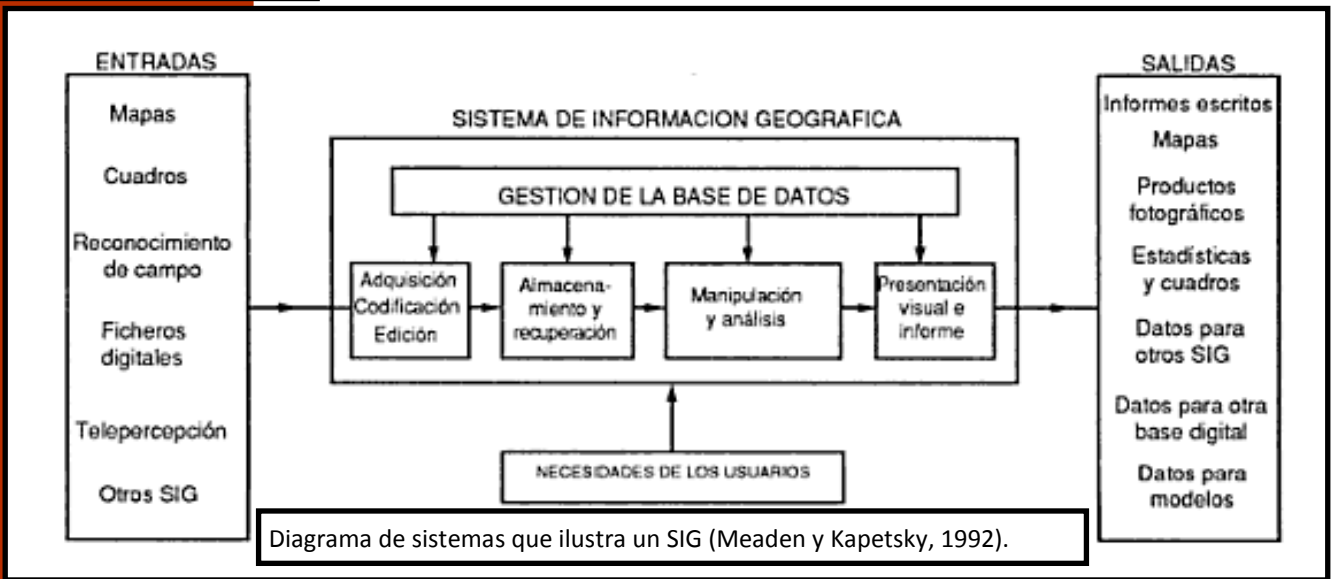 ENTRADAS
Mapas
Cuadros
Reconocimiento
de campo
Ficheros
digitales
Telepercepción
Otros SIG
SISTEMA DE INFORMACION GEOGRAFICA
GESTION DE LA BASE DE DATOS
Adquisición
Codificación
Edición
Almacena-
miento y
recuperación
Manipulación
y análisis
Presentación
visual e
informe
NECESIDADES DE LOS USUARIOS
SALIDAS
Informes escritos
Mapas
Productos
fotográficos
Estadísticas
y cuadros
Datos para
otros SIG
Datos para otra
base digital
Datos para
modelos
Diagrama de sistemas que ilustra un SIG (Meaden y Kapetsky, 1992).